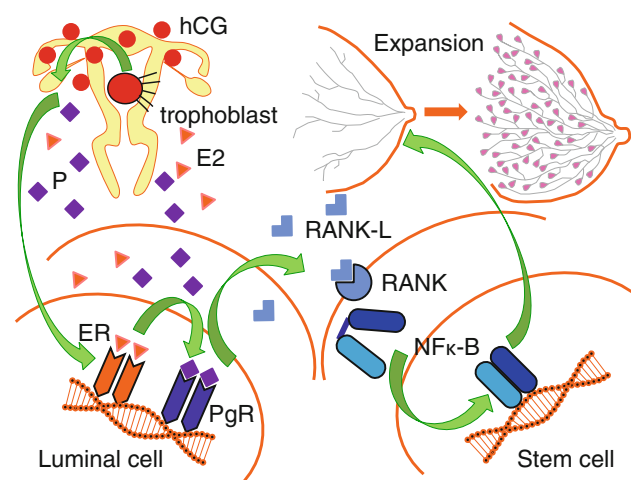 hCG
Expansion
trophoblast
E2
P
RANK-L
RANK
ER
NFκ-B
PgR
Luminal cell
Stem cell